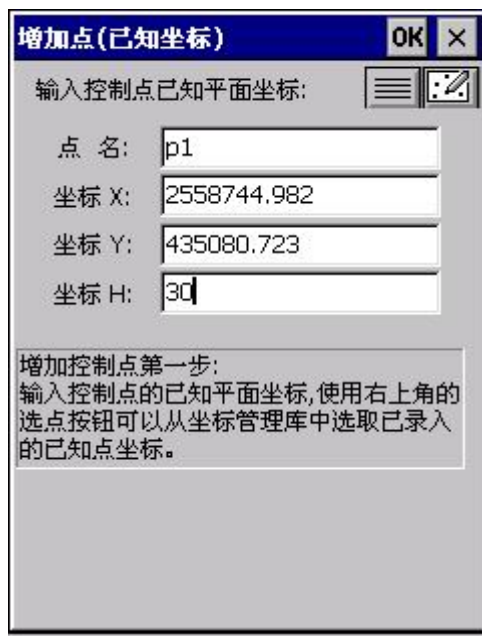 增加点(已知坐标) OK ×
输入控制点已知平面坐标:
点 名: p1
坐标 X: 2558744.982
坐标 Y: 435080.723
坐标 H: 30
增加控制点第一步:
输入控制点的已知平面坐标,使用右上角的
选点按钮可以从坐标管理库中选取已录入
的已知点坐标。